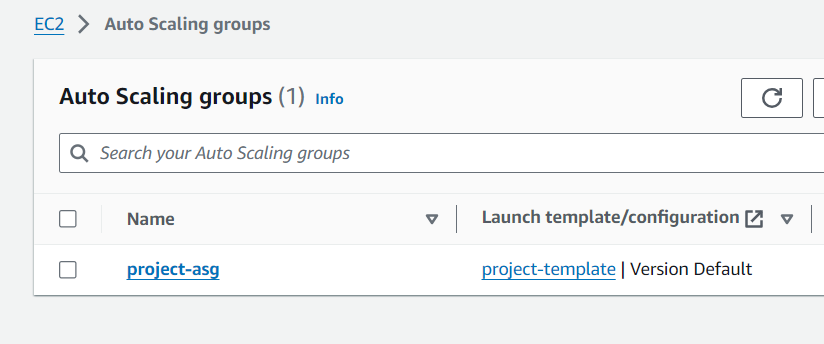 EC2 > Auto Scaling groups
Auto Scaling groups (1) Info
Search your Auto Scaling groups
Name Launch template/configuration
project-asg project-template | Version Default